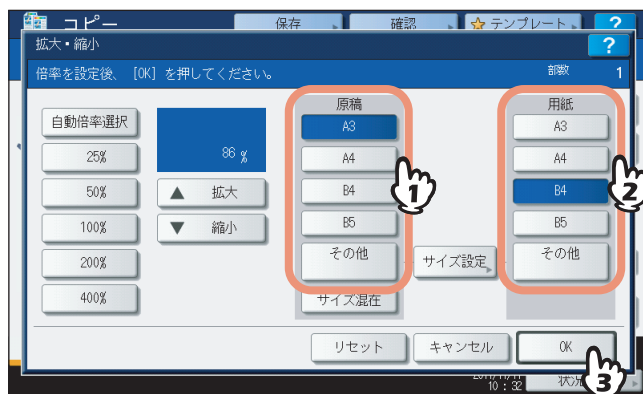 コピー 保存 確認 テンプレート ?
拡大・縮小 ?
倍率を設定後、 [OK] を押してください。 部数 1
原稿 用紙
自動倍率選択 A3 A3
25% 86 % A4 A4
50% 拡大 B4 B4
1 2
100% 縮小 B5 B5
200% その他 サイズ設定 その他
400% サイズ混在
リセット キャンセル OK
3
10 : 32